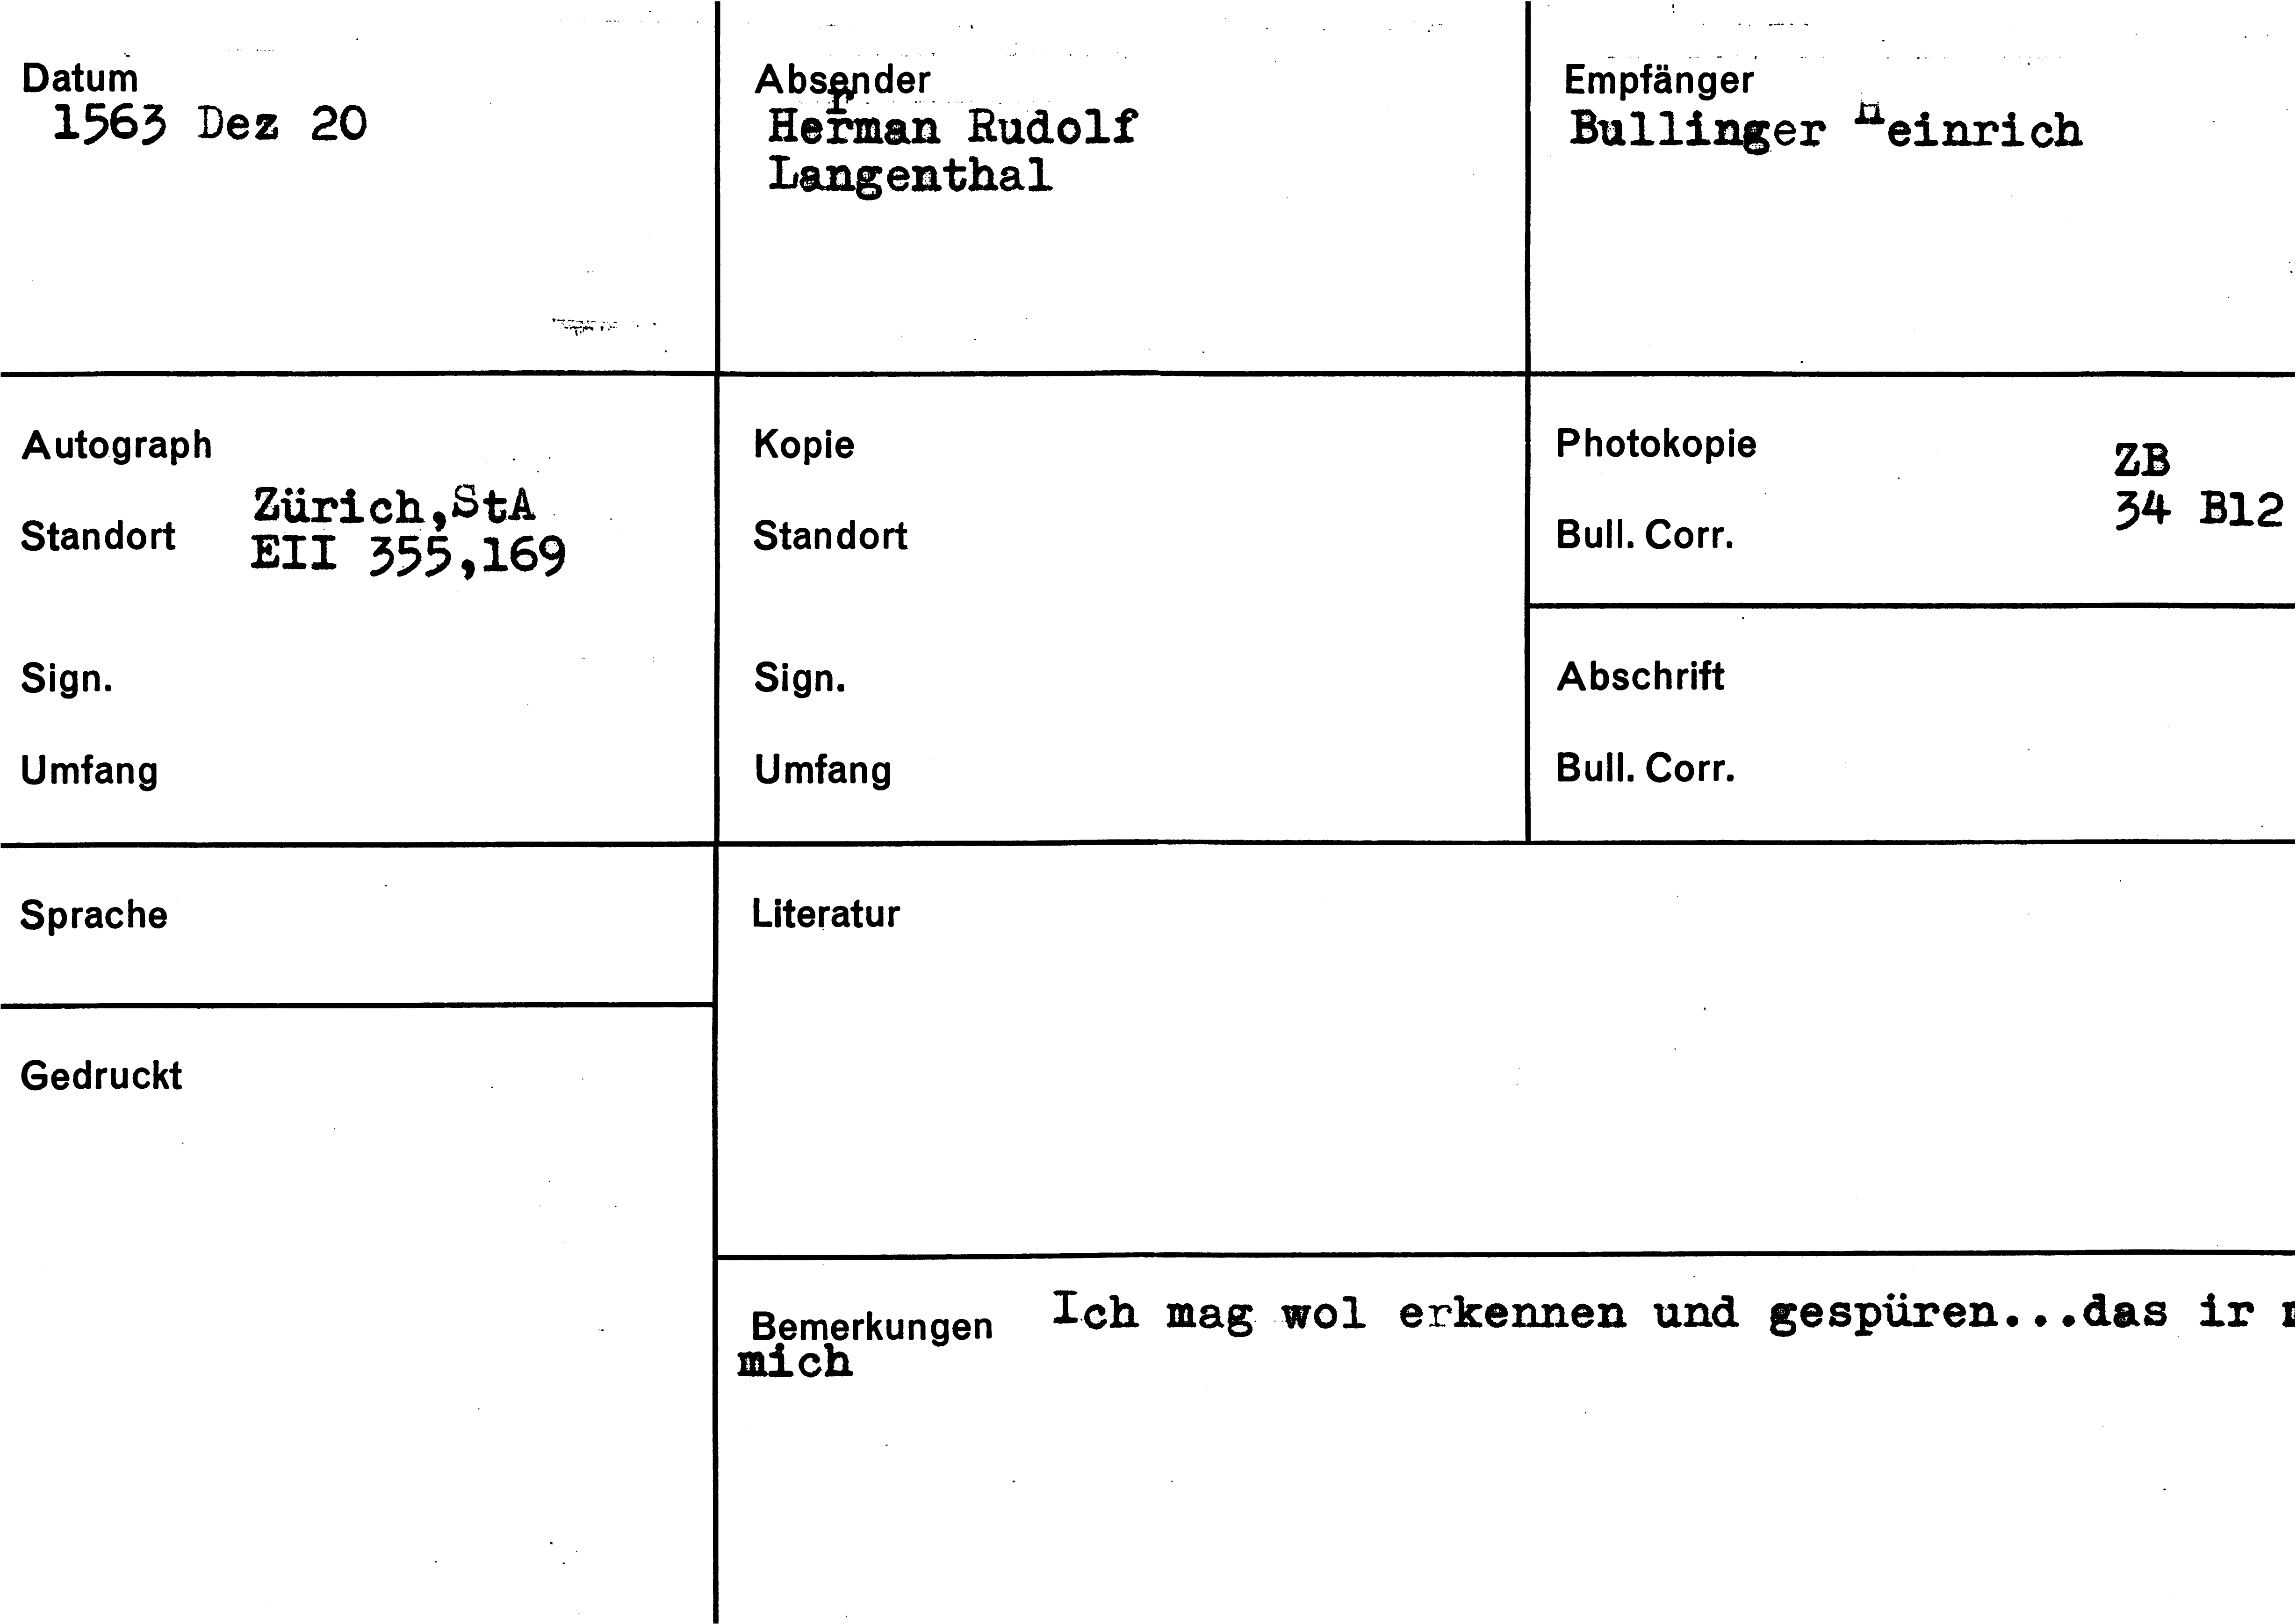 Datum
1563 Dez 20
Absender
Herrman Rudolf
Langenthal
Empfänger
Bullinger Heinrich
Autograph
Standort
Zürich,StA
EII 355,169
Sign.
Umfang
Kopie
Standort
Sign.
Umfang
Photokopie
Bull. Corr.
ZB
34 B12
Abschrift
Bull. Corr.
Sprache
Literatur
Gedruckt
Bemerkungen Ich mag wol erkennen und gespüren...das ir
mich